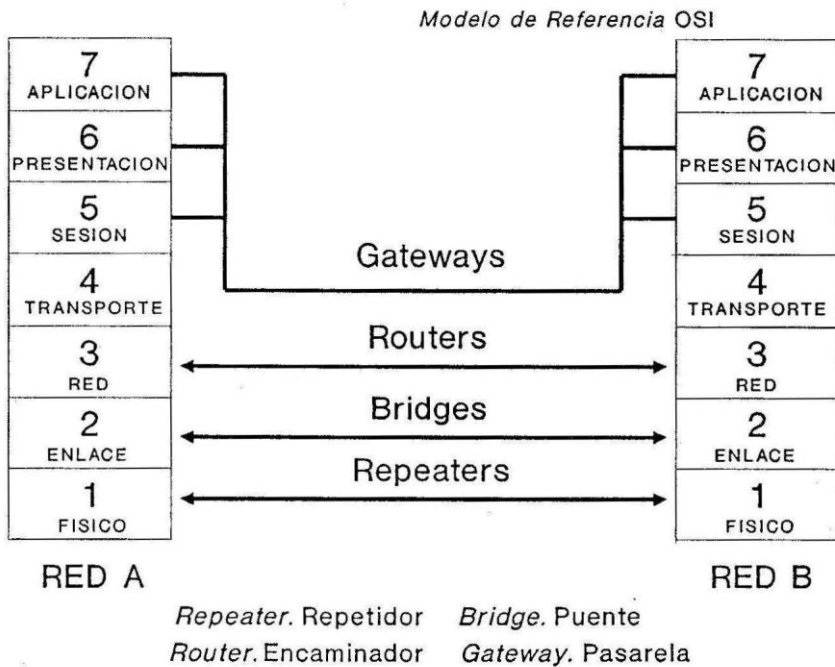 Modelo de Referencia OSI
7
APLICACION
6
PRESENTACION
5
SESION
4
TRANSPORTE
3
RED
2
ENLACE
1
FISICO
RED A
Gateways
Routers
Bridges
Repeaters
7
APLICACION
6
PRESENTACION
5
SESION
4
TRANSPORTE
3
RED
2
ENLACE
1
FISICO
RED B
Repeater. Repetidor Bridge. Puente
Router. Encaminador Gateway. Pasarela